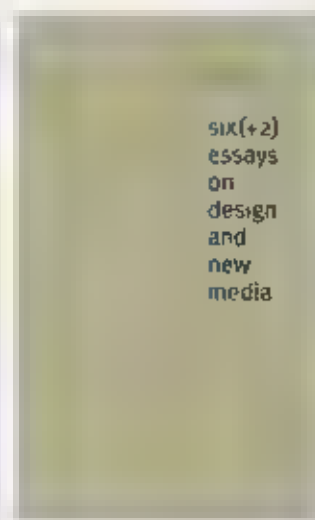 six(+2)
essays
on
design
and
new
media